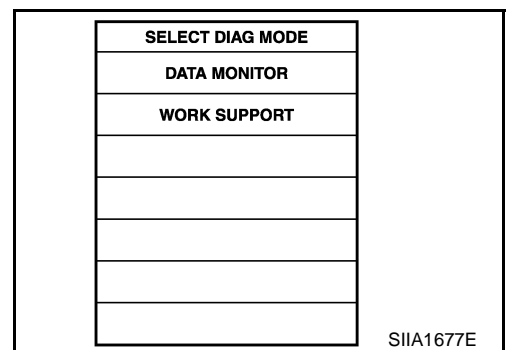 SELECT DIAG MODE
DATA MONITOR
WORK SUPPORT
SIIA1677E